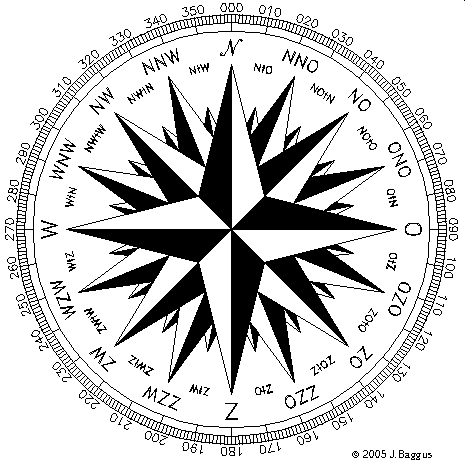 000
010
020
030
040
050
060
070
080
090
100
110
120
130
140
150
160
170
180
190
200
210
220
230
240
250
260
270
280
290
300
310
320
330
340
350
N
NtO
NNO
NOtN
NO
NOtO
ONO
OtN
O
OtZ
OZO
ZOtO
ZO
ZOtZ
ZZO
ZtO
Z
ZtW
ZZW
ZWtZ
ZW
ZWtW
WZW
WtZ
W
WtN
WNW
NWtW
NW
NWtN
NNW
NtW
© 2005 J. Baggus